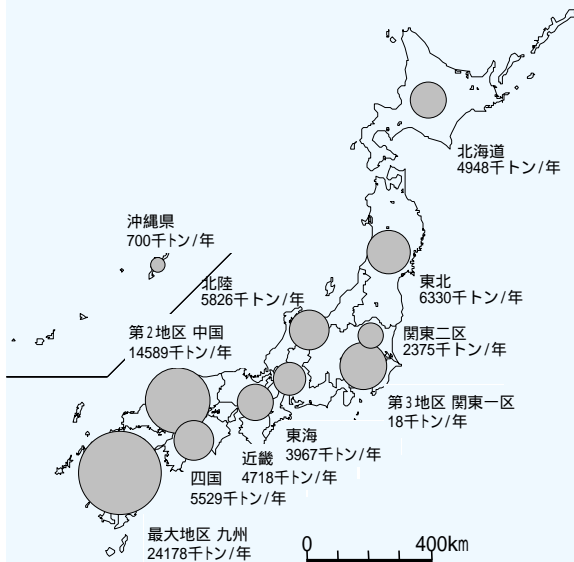 北海道
4948千トン/年
沖縄県
700千トン/年
東北
6330千トン/年
北陸
5826千トン/年
関東二区
2375千トン/年
第2地区 中国
14589千トン/年
第3地区 関東一区
18千トン/年
東海
3967千トン/年
近畿
4718千トン/年
四国
5529千トン/年
最大地区 九州
24178千トン/年
0 400km